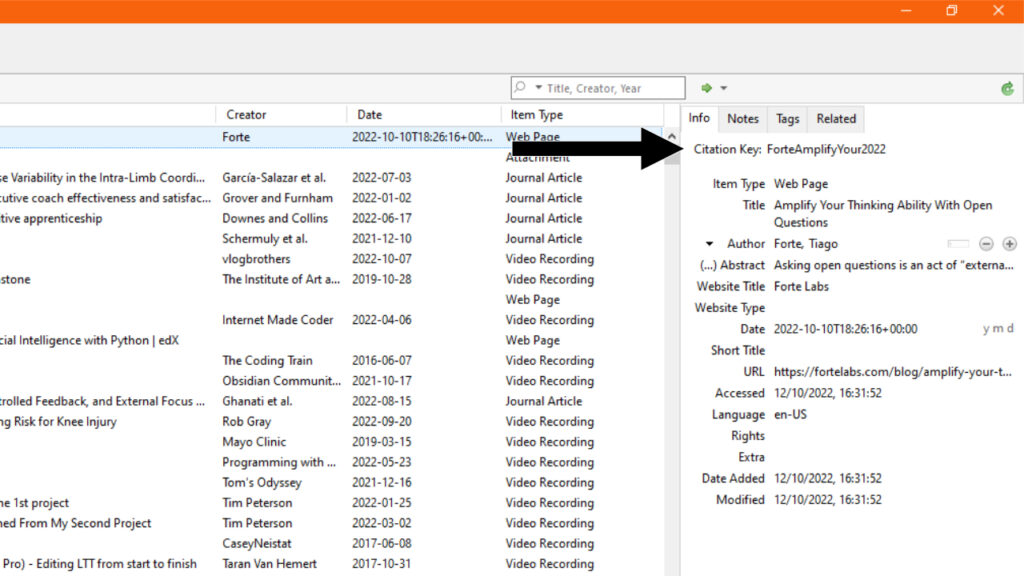 Title, Creator, Year
Creator Date Item Type
Forte 2022-10-10T18:26:16+00:... Web Page
Attachment
se Variability in the Intra-Limb Coordi... García-Salazar et al. 2022-07-03 Journal Article
cutive coach effectiveness and satisfac... Grover and Furnham 2022-01-02 Journal Article
itive apprenticeship Downes and Collins 2022-06-17 Journal Article
Schermuly et al. 2021-12-10 Journal Article
vlogbrothers 2022-10-07 Video Recording
nstone The Institute of Art a... 2019-10-28 Video Recording
Web Page
Internet Made Coder 2022-04-06 Video Recording
cial Intelligence with Python | edX Web Page
The Coding Train 2016-06-07 Video Recording
Obsidian Communit... 2021-10-17 Video Recording
trolled Feedback, and External Focus ... Ghanati et al. 2022-08-15 Journal Article
ng Risk for Knee Injury Rob Gray 2022-09-20 Video Recording
Mayo Clinic 2019-03-15 Video Recording
Programming with ... 2022-05-23 Video Recording
Tom's Odyssey 2021-12-16 Video Recording
he 1st project Tim Peterson 2022-01-25 Video Recording
ned From My Second Project Tim Peterson 2022-03-02 Video Recording
CaseyNeistat 2017-06-08 Video Recording
Pro) - Editing LTT from start to finish Taran Van Hemert 2017-10-31 Video Recording
Info Notes Tags Related
Citation Key: ForteAmplifyYour2022
Item Type Web Page
Title Amplify Your Thinking Ability With Open
Questions
Author Forte, Tiago
(...) Abstract Asking open questions is an act of "externa...
Website Title Forte Labs
Website Type
Date 2022-10-10T18:26:16+00:00 y m d
Short Title
URL https://fortelabs.com/blog/amplify-your-t...
Accessed 12/10/2022, 16:31:52
Language en-US
Rights
Extra
Date Added 12/10/2022, 16:31:52
Modified 12/10/2022, 16:31:52